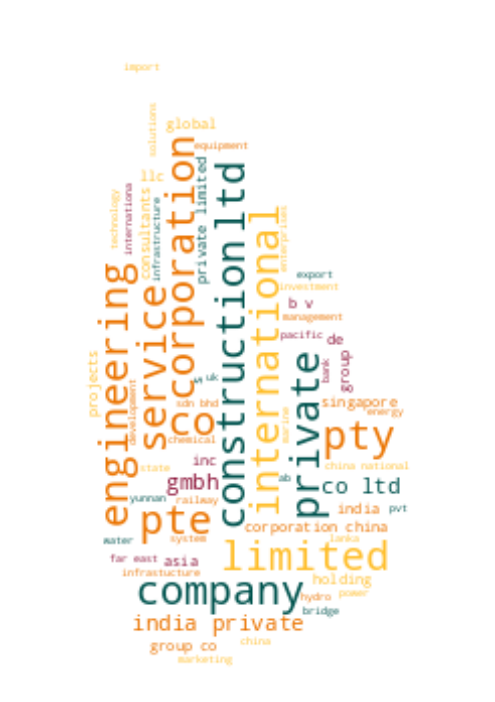 import
solutions
global
equipment
corporation
private limited
construction ltd
llc
internationa
technology
consultants
infrastructure
international
enterprises
engineering
service
export
investment
b v
management
pacific
de
projects
development
private
bank
group
uk
co
sdn bhd
chemical
marine
singapore
energy
pty
state
inc
gmbh
china national
ab
co ltd
yunnan
railway
pte
india
pvt
corporation china
water
system
lanka
far east
asia
limited
infrastucture
holding
company
hydro
power
bridge
india private
group co
china
marketing